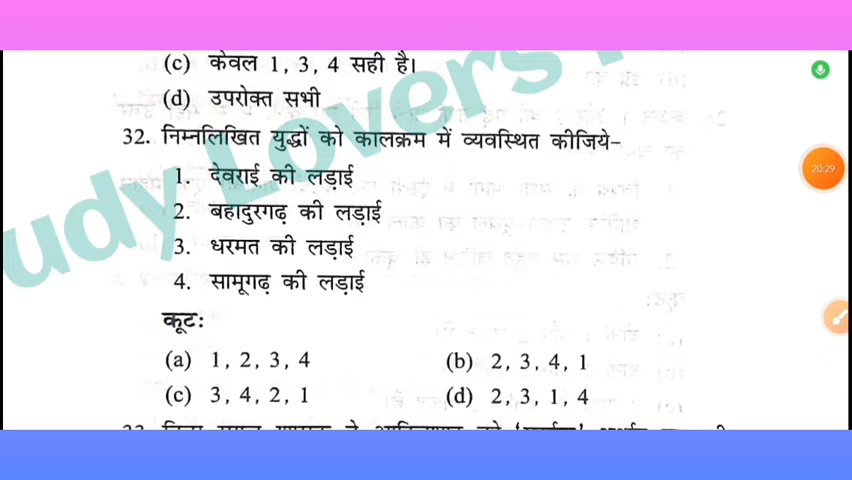 (c) केवल 1, 3, 4 सही है।
(d) उपरोक्त सभी
32. निम्नलिखित युद्धों को कालक्रम में व्यवस्थित कीजिये–
1. देवराई की लड़ाई
2. बहादुरगढ़ की लड़ाई
3. धरमत की लड़ाई
4. सामूगढ़ की लड़ाई
कूटः
(a) 1, 2, 3, 4 (b) 2, 3, 4, 1
(c) 3, 4, 2, 1 (d) 2, 3, 1, 4
udy Lovers
20:29